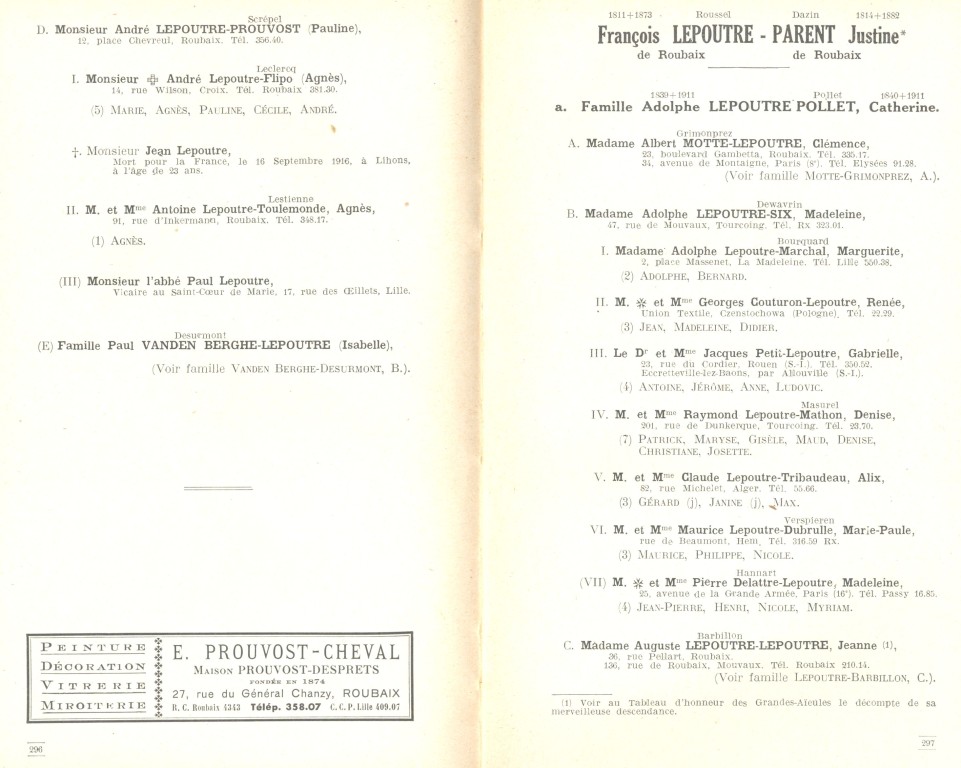 Scrépel
D. Monsieur André LEPOUTRE-PROUVOST (Pauline),
12, place Chevreul, Roubaix. Tél. 356.40.
Leclercq
I. Monsieur ✙ André Lepoutre-Flipo (Agnès),
14, rue Wilson, Croix. Tél. Roubaix 381.30.
(5) MARIE, AGNÈS, PAULINE, CÉCILE, ANDRÉ.
†. Monsieur Jean Lepoutre,
Mort pour la France, le 16 Septembre 1916, à Lihons,
à l'âge de 23 ans.
Lestienne
II. M. et Mme Antoine Lepoutre-Toulemonde, Agnès,
91, rue d'Inkermann, Roubaix. Tél. 348.17.
(1) AGNÈS.
(III) Monsieur l'abbé Paul Lepoutre,
Vicaire au Saint-Cœur de Marie, 17, rue des Œillets, Lille.
Desurmont
(E) Famille Paul VANDEN BERGHE-LEPOUTRE (Isabelle),
(Voir famille VANDEN BERGHE-DESURMONT, B.).
PEINTURE
DÉCORATION
VITRERIE
MIROITERIE
E. PROUVOST-CHEVAL
MAISON PROUVOST-DESPRETS
FONDÉE EN 1874
27, rue du Général Chanzy, ROUBAIX
R. C. Roubaix 4343 Télép. 358.07 C. C. P. Lille 409.07
296
1811+1873 Roussel Dazin 1814+1882
François LEPOUTRE - PARENT Justine*
de Roubaix de Roubaix
1839+1911 Pollet 1840+1911
a. Famille Adolphe LEPOUTRE POLLET, Catherine.
Grimonprez
A. Madame Albert MOTTE-LEPOUTRE, Clémence,
23, boulevard Gambetta, Roubaix. Tél. 335.17.
34, avenue de Montaigne, Paris (8e). Tél. Elysées 91.28.
(Voir famille MOTTE-GRIMONPREZ, A.).
Dewavrin
B. Madame Adolphe LEPOUTRE-SIX, Madeleine,
47, rue de Mouvaux, Tourcoing. Tél. Rx 323.01.
Bourquard
I. Madame Adolphe Lepoutre-Marchal, Marguerite,
2, place Massenet, La Madeleine. Tél. Lille 550.38.
(2) ADOLPHE, BERNARD.
II. M. ✻ et Mme Georges Couturon-Lepoutre, Renée,
Union Textile, Czenstochowa (Pologne), Tél. 22.29.
(3) JEAN, MADELEINE, DIDIER.
III. Le Dr et Mme Jacques Petit-Lepoutre, Gabrielle,
23, rue du Cordier, Rouen (S.-I.). Tél. 350.52.
Eccretteville-lez-Baons, par Allouville (S.-I.).
(4) ANTOINE, JÉRÔME, ANNE, LUDOVIC.
Masurel
IV. M. et Mme Raymond Lepoutre-Mathon, Denise,
201, rue de Dunkerque, Tourcoing. Tél. 23.70.
(7) PATRICK, MARYSE, GISÈLE, MAUD, DENISE,
CHRISTIANE, JOSETTE.
V. M. et Mme Claude Lepoutre-Tribaudeau, Alix,
82, rue Michelet, Alger. Tél. 55.66.
(3) GÉRARD (j), JANINE (j), MAX.
Verspieren
VI. M. et Mme Maurice Lepoutre-Dubrulle, Marie-Paule,
rue de Beaumont, Hem. Tél. 316.59 Rx.
(3) MAURICE, PHILIPPE, NICOLE.
Hannart
(VII) M. ✻ et Mme Pierre Delattre-Lepoutre, Madeleine,
25, avenue de la Grande Armée, Paris (16e). Tél. Passy 16.85.
(4) JEAN-PIERRE, HENRI, NICOLE, MYRIAM.
Barbillon
C. Madame Auguste LEPOUTRE-LEPOUTRE, Jeanne (1),
36, rue Pellart, Roubaix.
136, rue de Roubaix, Mouvaux. Tél. Roubaix 210.14.
(Voir famille LEPOUTRE-BARBILLON, C.).
(1) Voir au Tableau d'honneur des Grandes-Aïeules le décompte de sa
merveilleuse descendance.
297